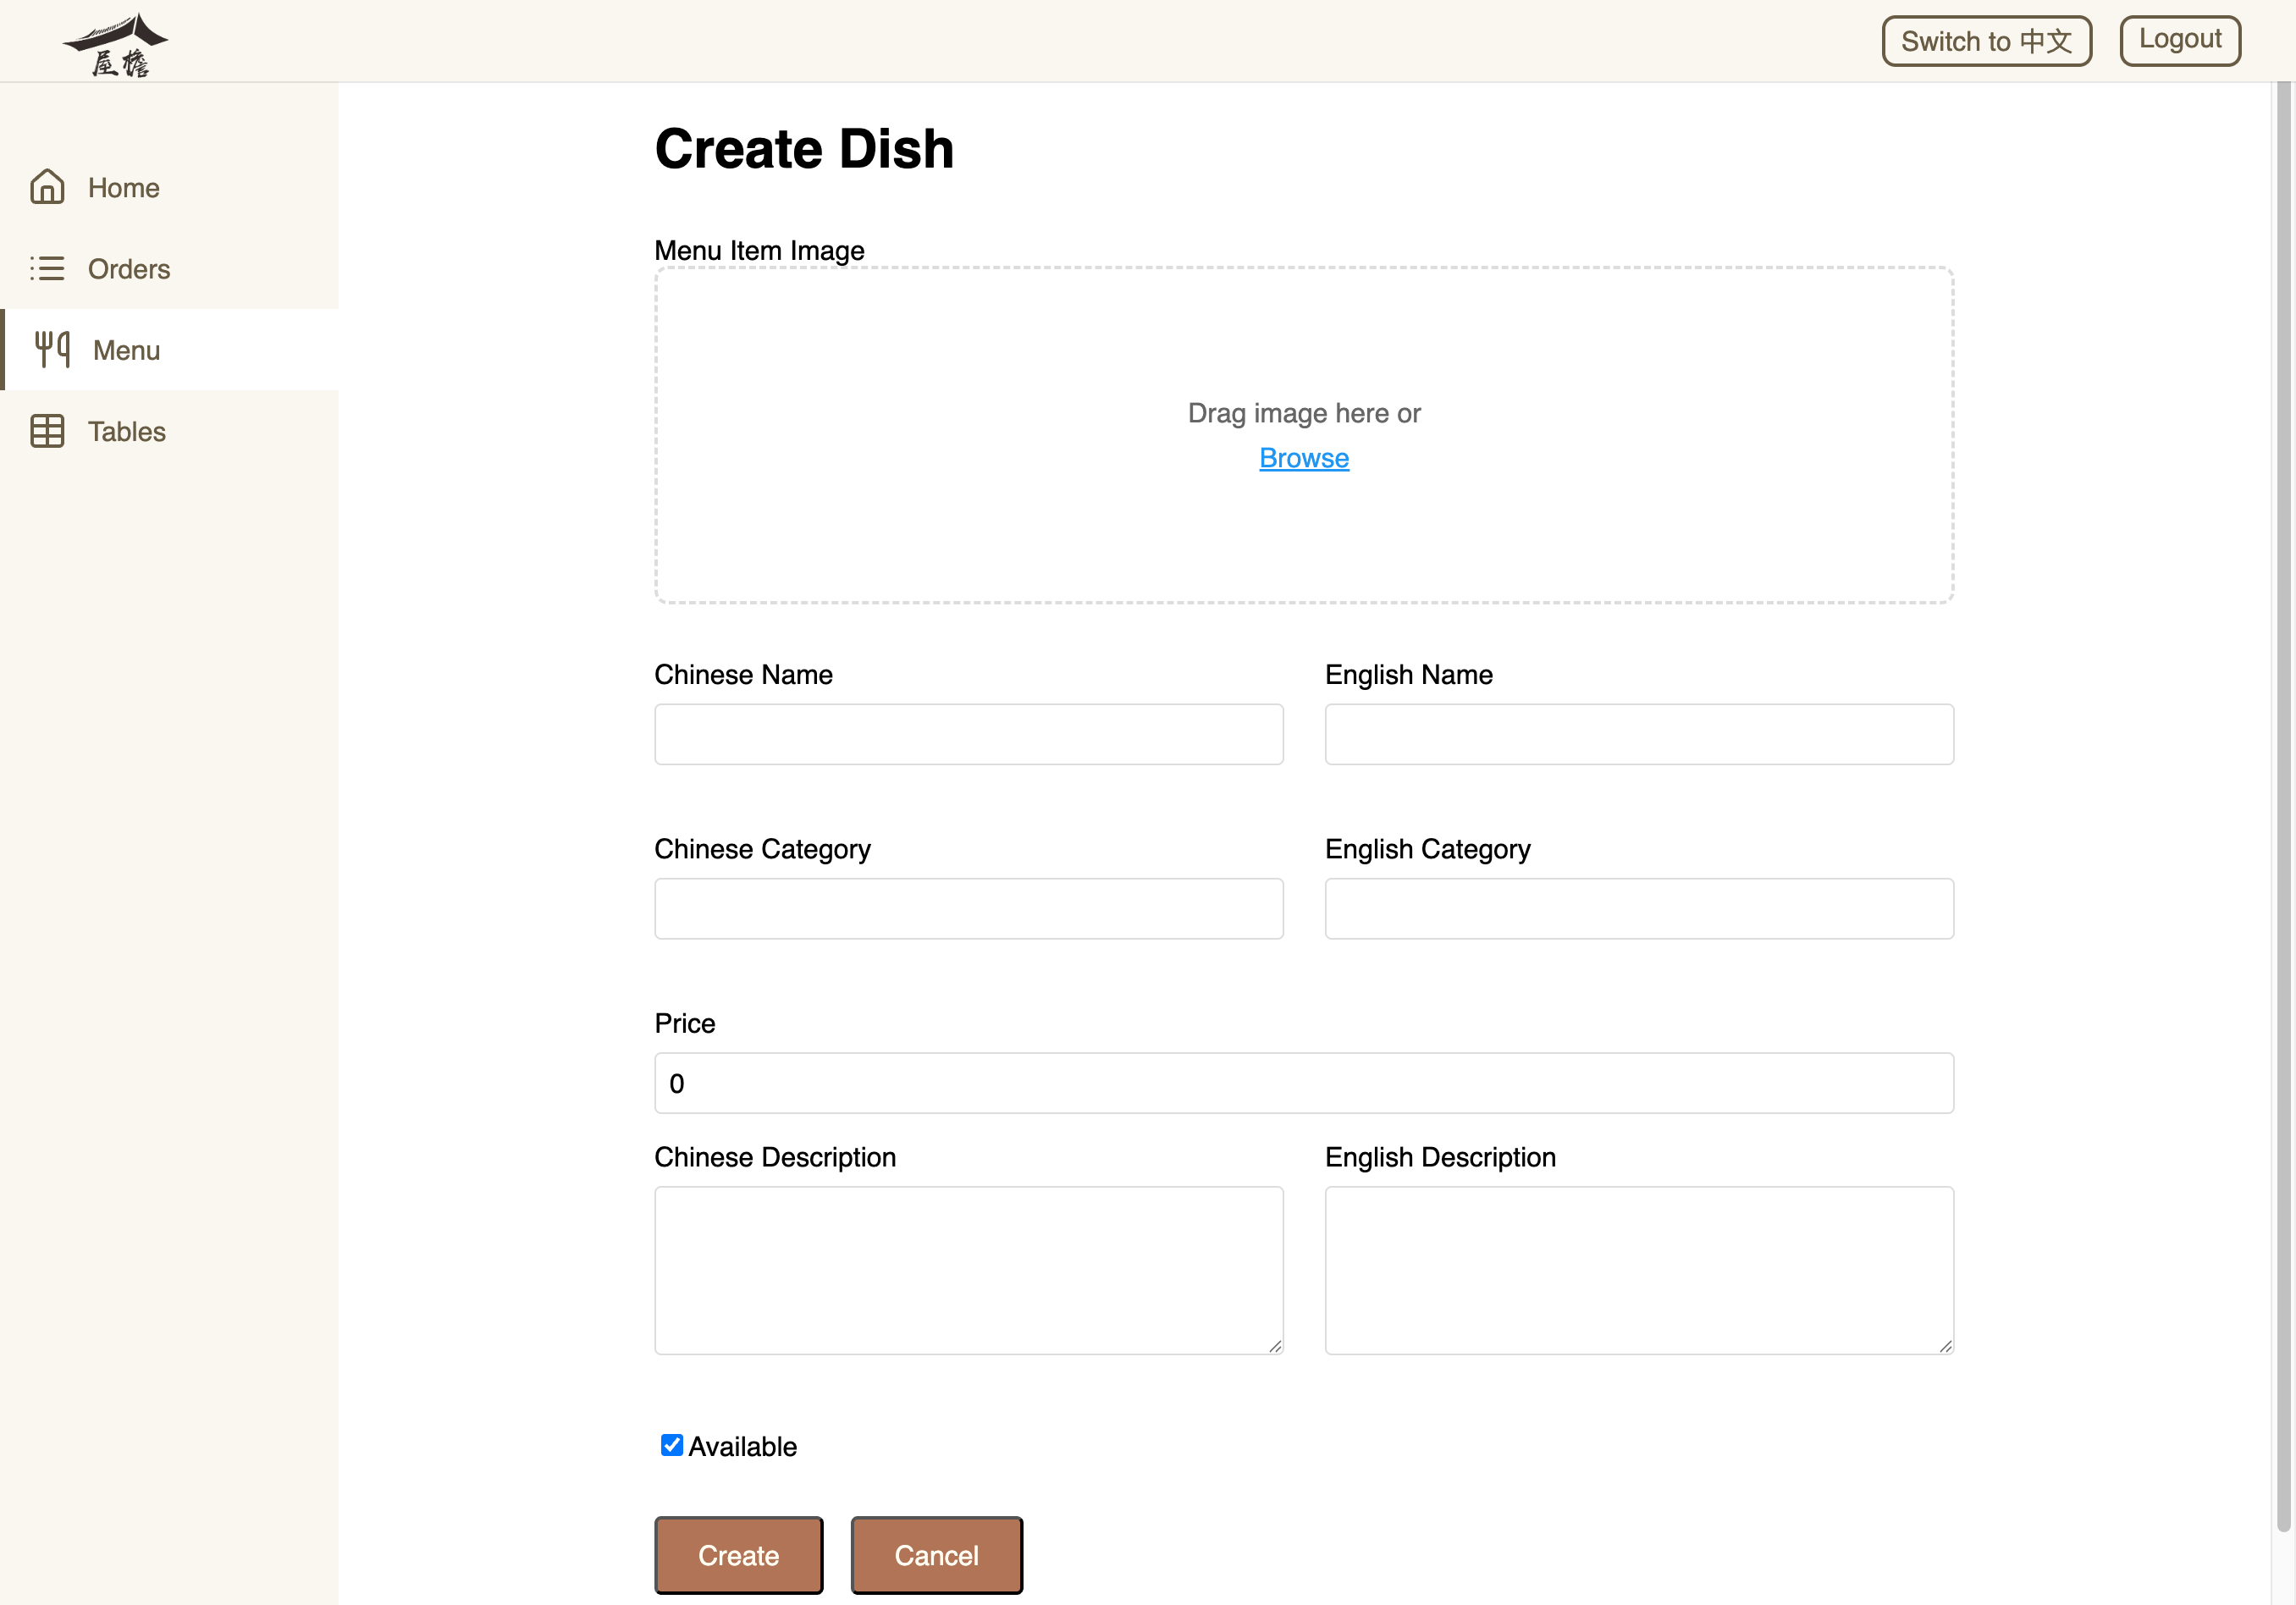 屋檐
Switch to 中文
Logout
Home
Orders
Menu
Tables
Create Dish
Menu Item Image
Drag image here or
Browse
Chinese Name
English Name
Chinese Category
English Category
Price
0
Chinese Description
English Description
Available
Create
Cancel